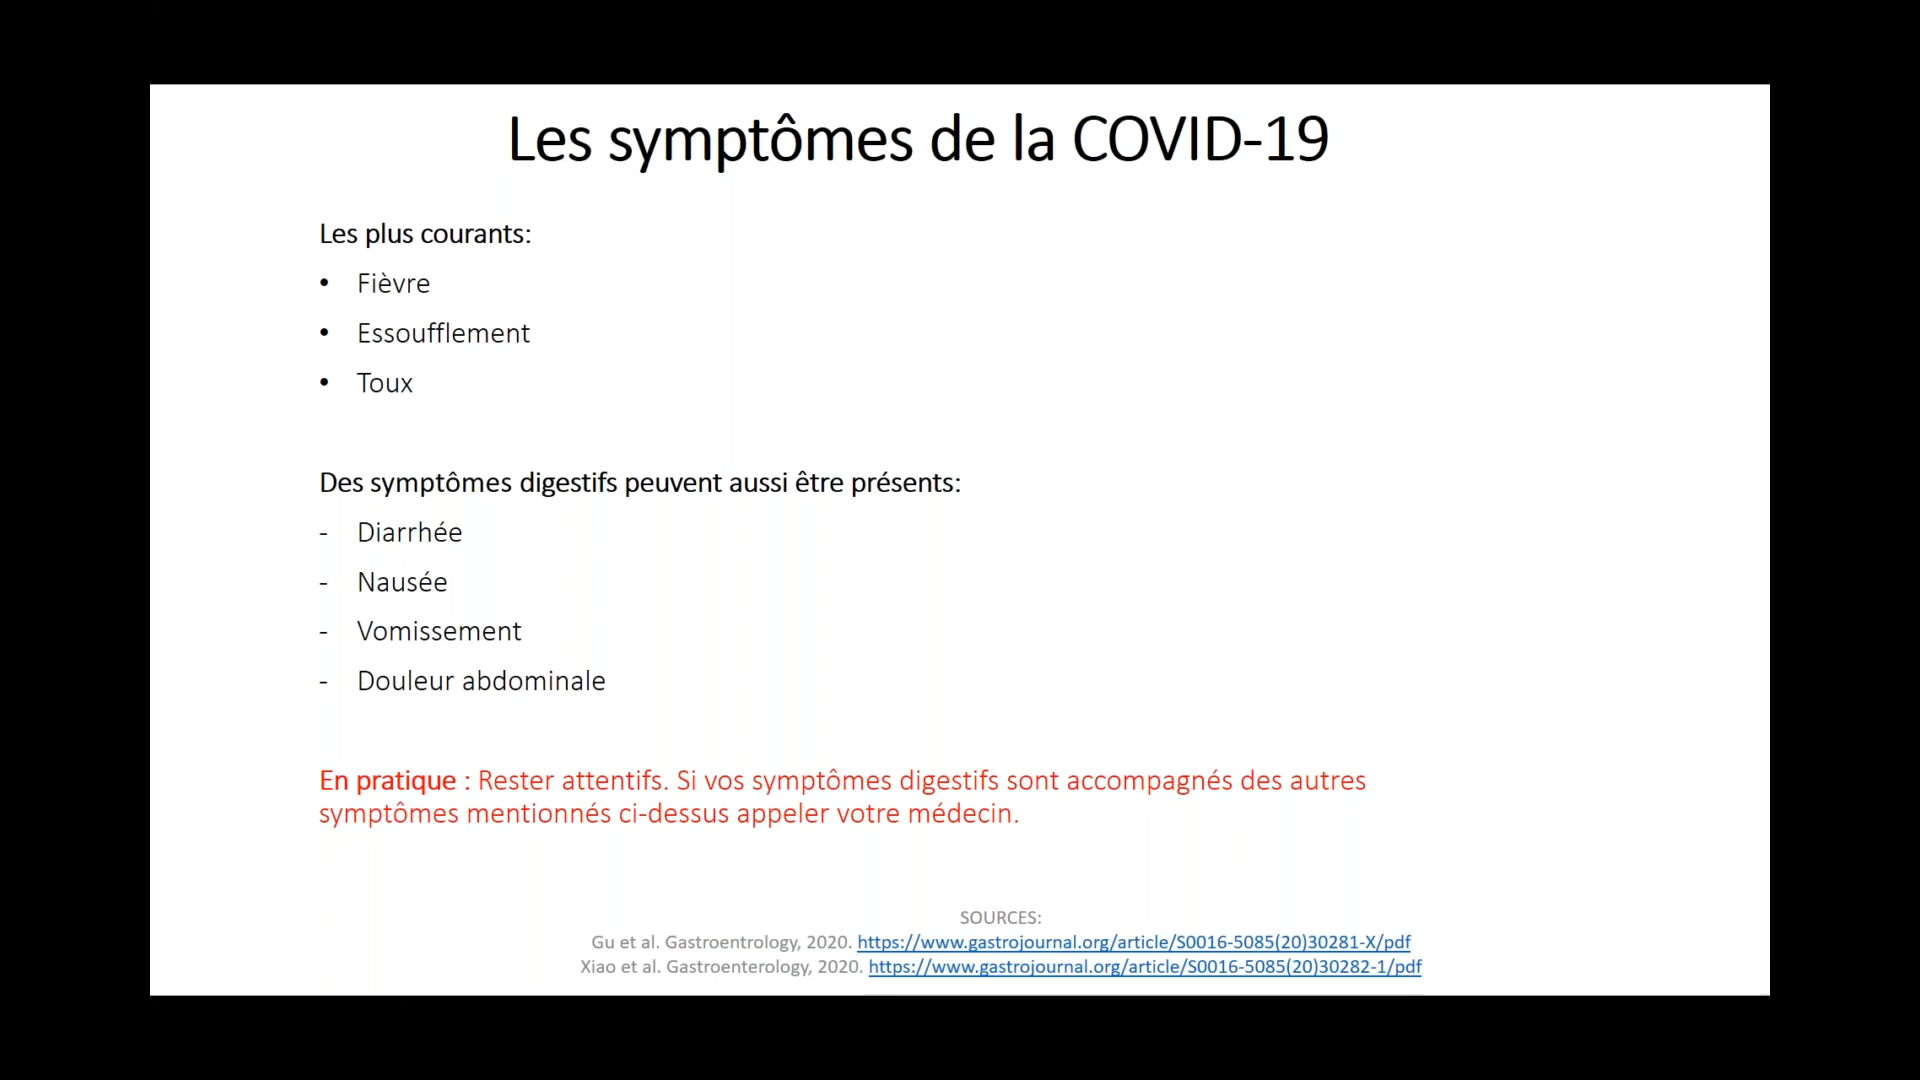 Les symptômes de la COVID-19
Les plus courants:
• Fièvre
• Essoufflement
• Toux
Des symptômes digestifs peuvent aussi être présents:
- Diarrhée
- Nausée
- Vomissement
- Douleur abdominale
En pratique : Rester attentifs. Si vos symptômes digestifs sont accompagnés des autres
symptômes mentionnés ci-dessus appeler votre médecin.
SOURCES:
Gu et al. Gastroentrology, 2020. https://www.gastrojournal.org/article/S0016-5085(20)30281-X/pdf
Xiao et al. Gastroenterology, 2020. https://www.gastrojournal.org/article/S0016-5085(20)30282-1/pdf